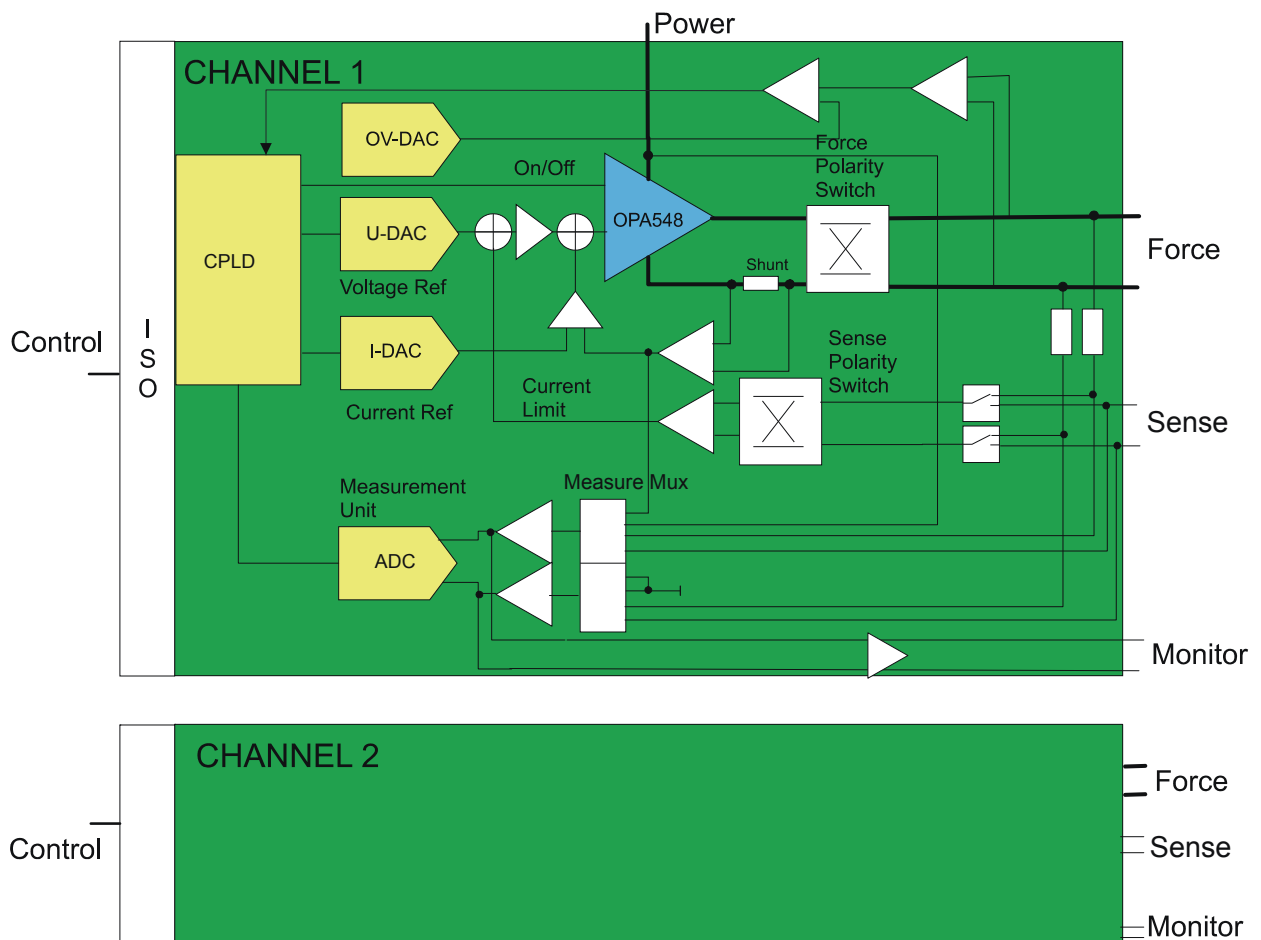 Power
CHANNEL 1
OV-DAC
Force
Polarity
Switch
On/Off
OPA548
U-DAC
CPLD
Voltage Ref
Shunt
Force
I
S
O
Control
I-DAC
Sense
Polarity
Switch
Current
Limit
Current Ref
Sense
Measurement
Unit
Measure Mux
ADC
Monitor
CHANNEL 2
Force
Control
Sense
Monitor